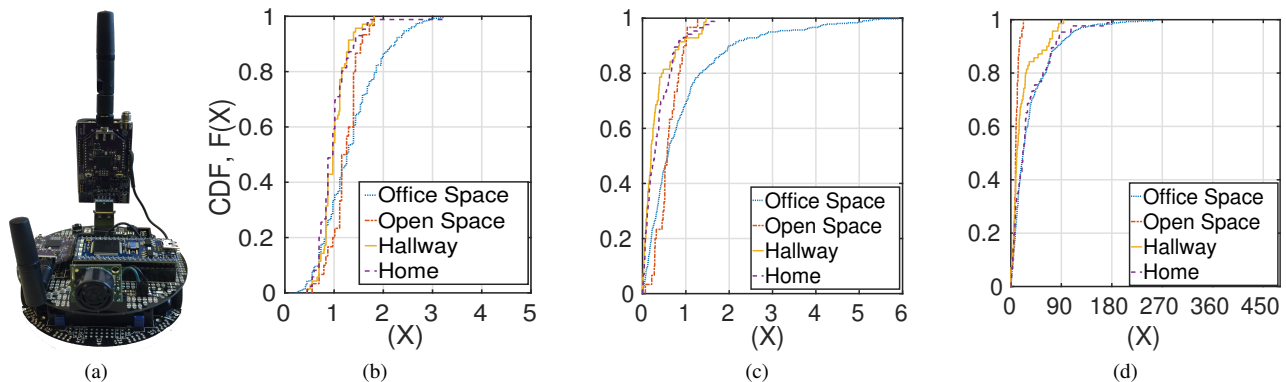 CDF, F(X)
1
0.8
0.6
0.4
0.2
0
Office Space
Open Space
Hallway
Home
0 1 2 3 4 5
(X)
1
0.8
0.6
0.4
0.2
0
Office Space
Open Space
Hallway
Home
0 1 2 3 4 5 6
(X)
1
0.8
0.6
0.4
0.2
0
Office Space
Open Space
Hallway
Home
0 90 180 270 360 450
(X)
(a) (b) (c) (d)